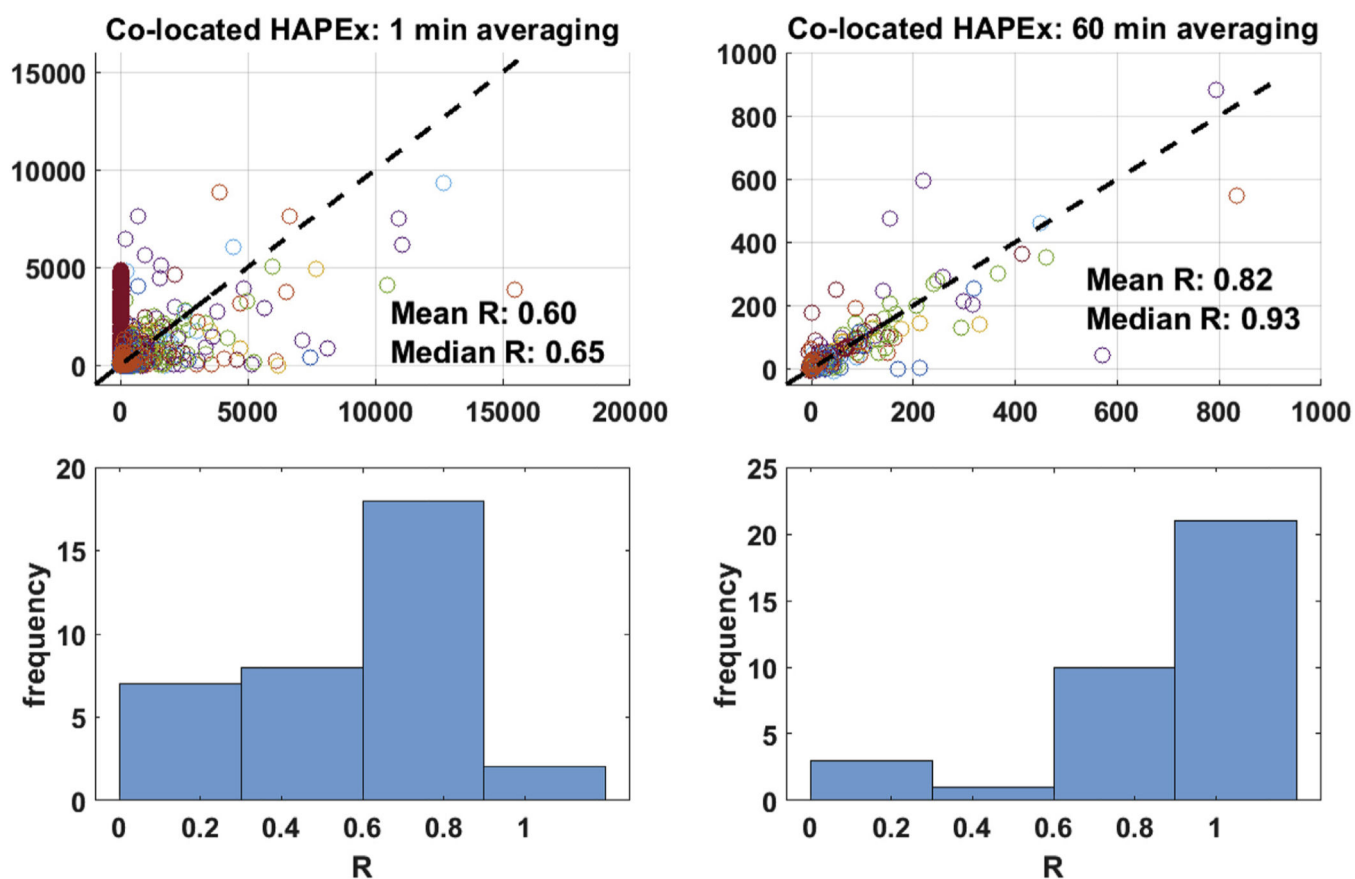 Co-located HAPEx: 1 min averaging
15000
10000
5000
0
Mean R: 0.60
Median R: 0.65
0 5000 10000 15000 20000
Co-located HAPEx: 60 min averaging
1000
800
600
400
200
0
Mean R: 0.82
Median R: 0.93
0 200 400 600 800 1000
frequency
20
15
10
5
0
0 0.2 0.4 0.6 0.8 1
R
frequency
25
20
15
10
5
0
0 0.2 0.4 0.6 0.8 1
R